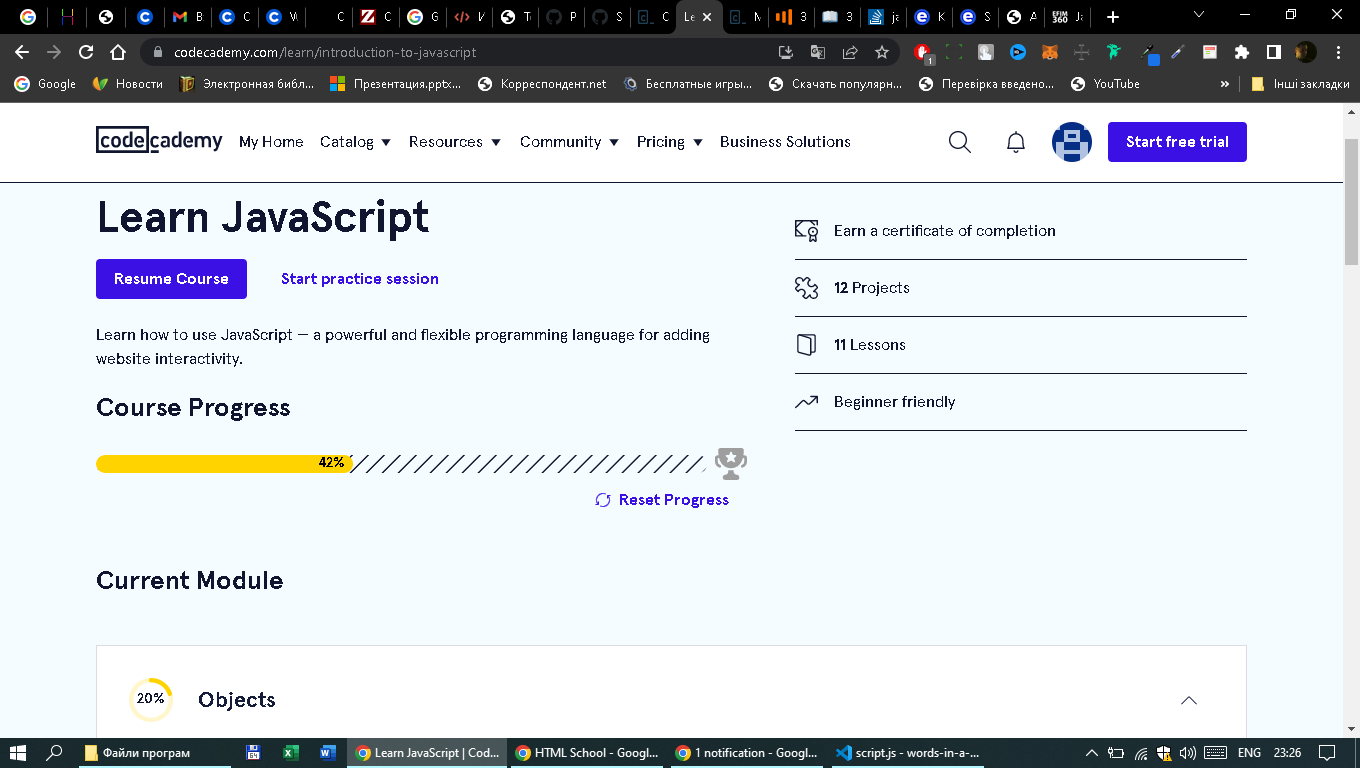 codecademy.com/learn/introduction-to-javascript
1
Google
Новости
Электронная библ...
Презентация.pptx...
Корреспондент.net
Бесплатные игры...
Скачать популярн...
Перевірка введено...
YouTube
»
Інші закладки
codecademy
My Home
Catalog
Resources
Community
Pricing
Business Solutions
Start free trial
Learn JavaScript
Resume Course
Start practice session
Learn how to use JavaScript — a powerful and flexible programming language for adding
website interactivity.
Earn a certificate of completion
12 Projects
11 Lessons
Beginner friendly
Course Progress
42%
Reset Progress
Current Module
20%
Objects
Файли програм
Learn JavaScript | Cod...
HTML School - Googl...
1 notification - Googl...
script.js - words-in-a-...
ENG
23:26